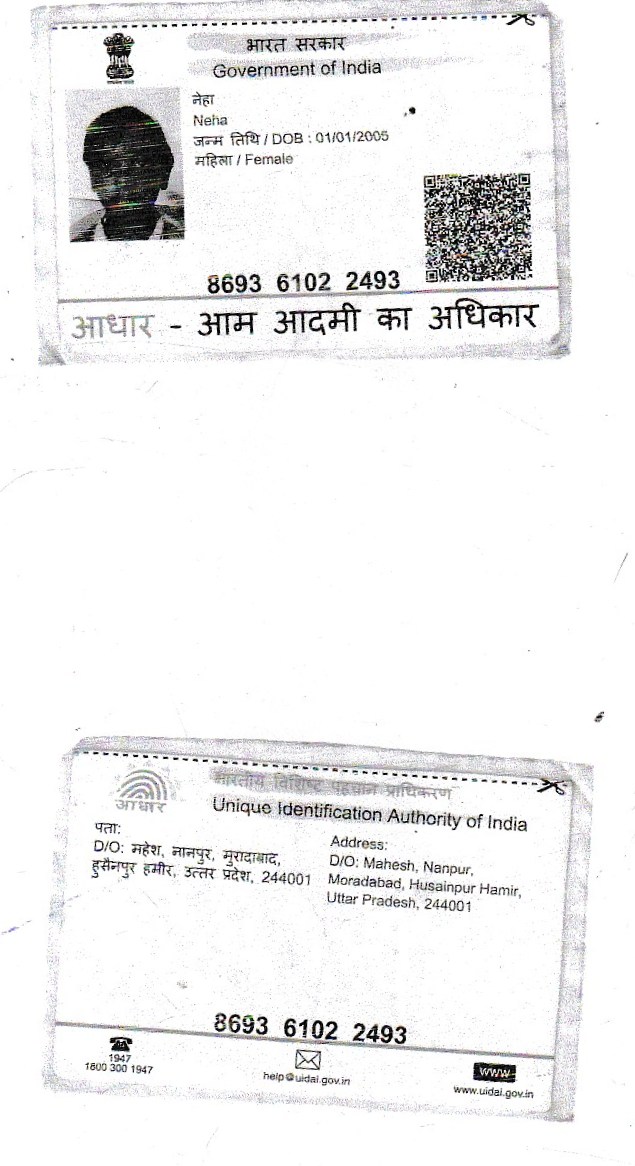 भारत सरकार
Government of India
नेहा
Neha
जन्म तिथि / DOB : 01/01/2005
महिला / Female
8693 6102 2493
आधार - आम आदमी का अधिकार
भारतीय विशिष्ट पहचान प्राधिकरण
आधार
Unique Identification Authority of India
पता:
D/O: महेश, नानपुर, मुरादाबाद,
हुसैनपुर हमीर, उत्तर प्रदेश, 244001
Address:
D/O: Mahesh, Nanpur,
Moradabad, Husainpur Hamir,
Uttar Pradesh, 244001
8693 6102 2493
1947
1800 300 1947
help@uidai.gov.in
www
www.uidai.gov.in